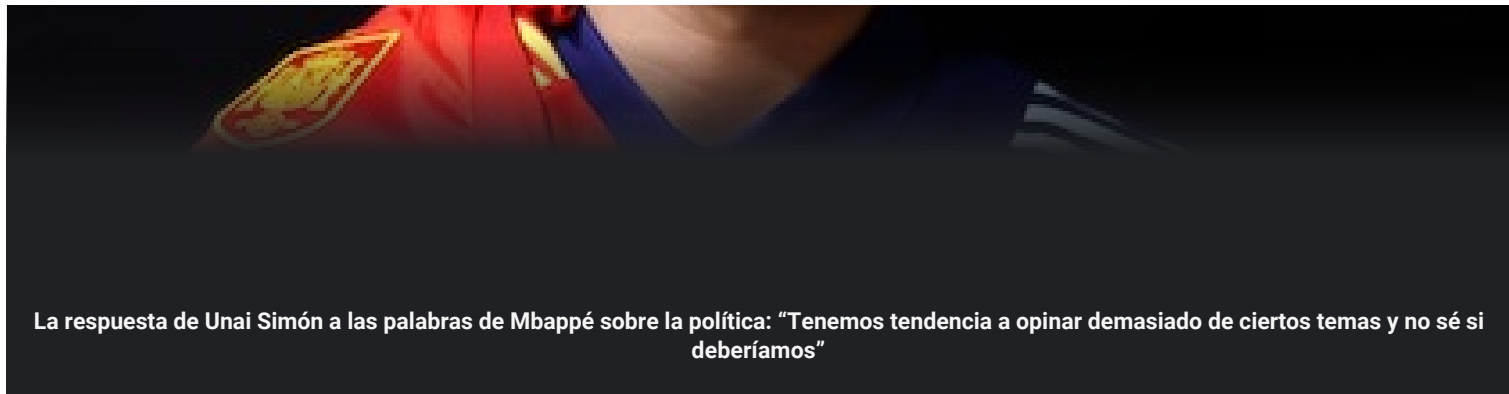 La respuesta de Unai Simón a las palabras de Mbappé sobre la política: “Tenemos tendencia a opinar demasiado de ciertos temas y no sé si
deberíamos”